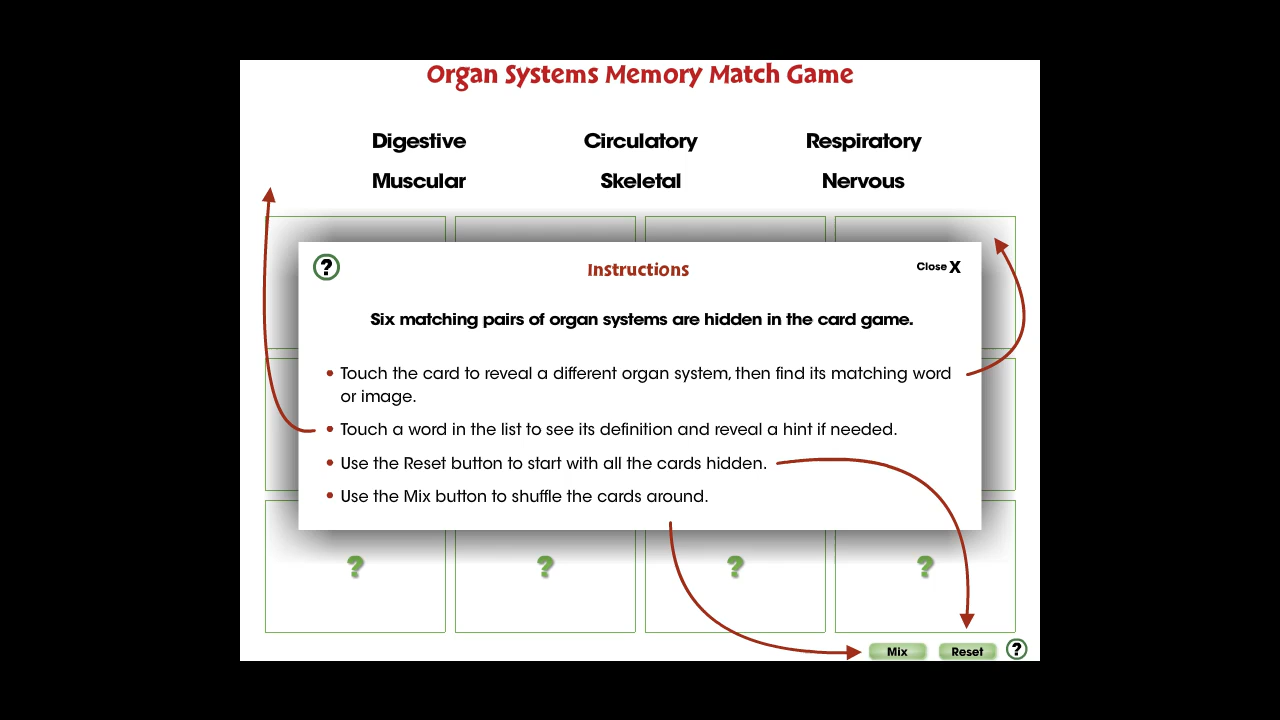 Organ Systems Memory Match Game
Digestive Circulatory Respiratory
Muscular Skeletal Nervous
? Instructions Close X
Six matching pairs of organ systems are hidden in the card game.
• Touch the card to reveal a different organ system, then find its matching word
or image.
• Touch a word in the list to see its definition and reveal a hint if needed.
• Use the Reset button to start with all the cards hidden.
• Use the Mix button to shuffle the cards around.
? ? ? ?
Mix Reset ?